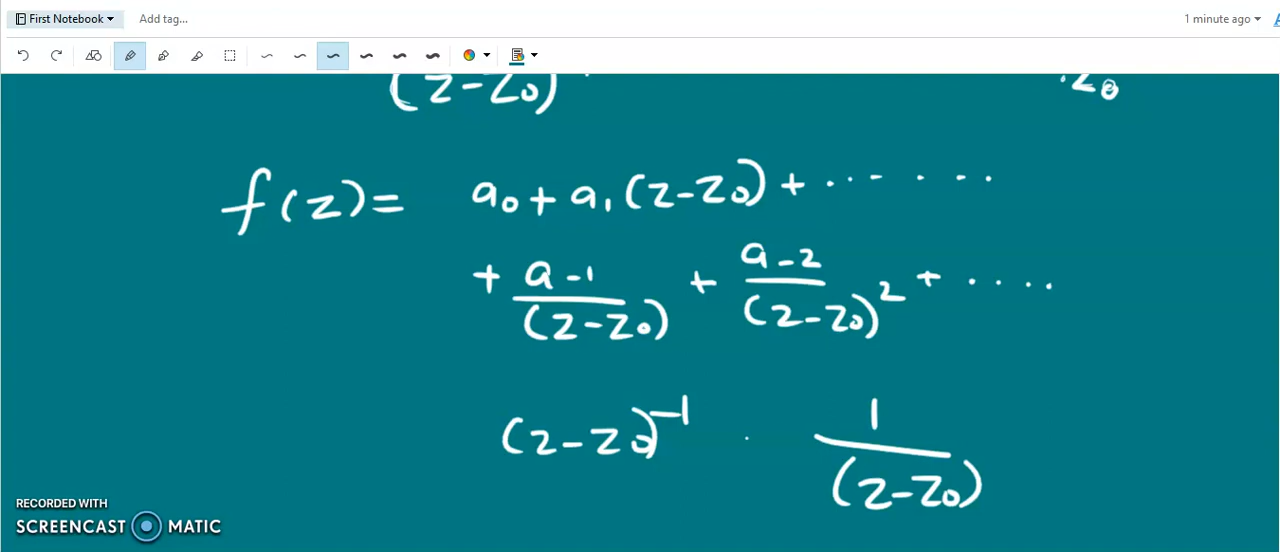 First Notebook Add tag... 1 minute ago
(z-z0) z0
f(z)= a0+a1(z-z0)+......
+ a-1/(z-z0) + a-2/(z-z0)^2 + ....
(z-z0)^-1 . 1/(z-z0)
RECORDED WITH
SCREENCAST MATIC